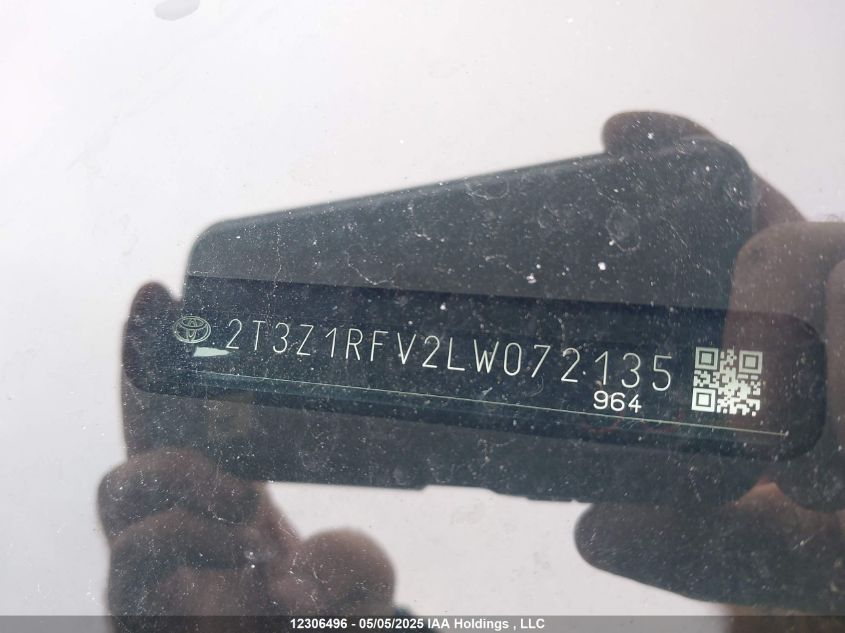 2T3Z1RFV2LW072135
964
12306496 - 05/05/2025 IAA Holdings , LLC